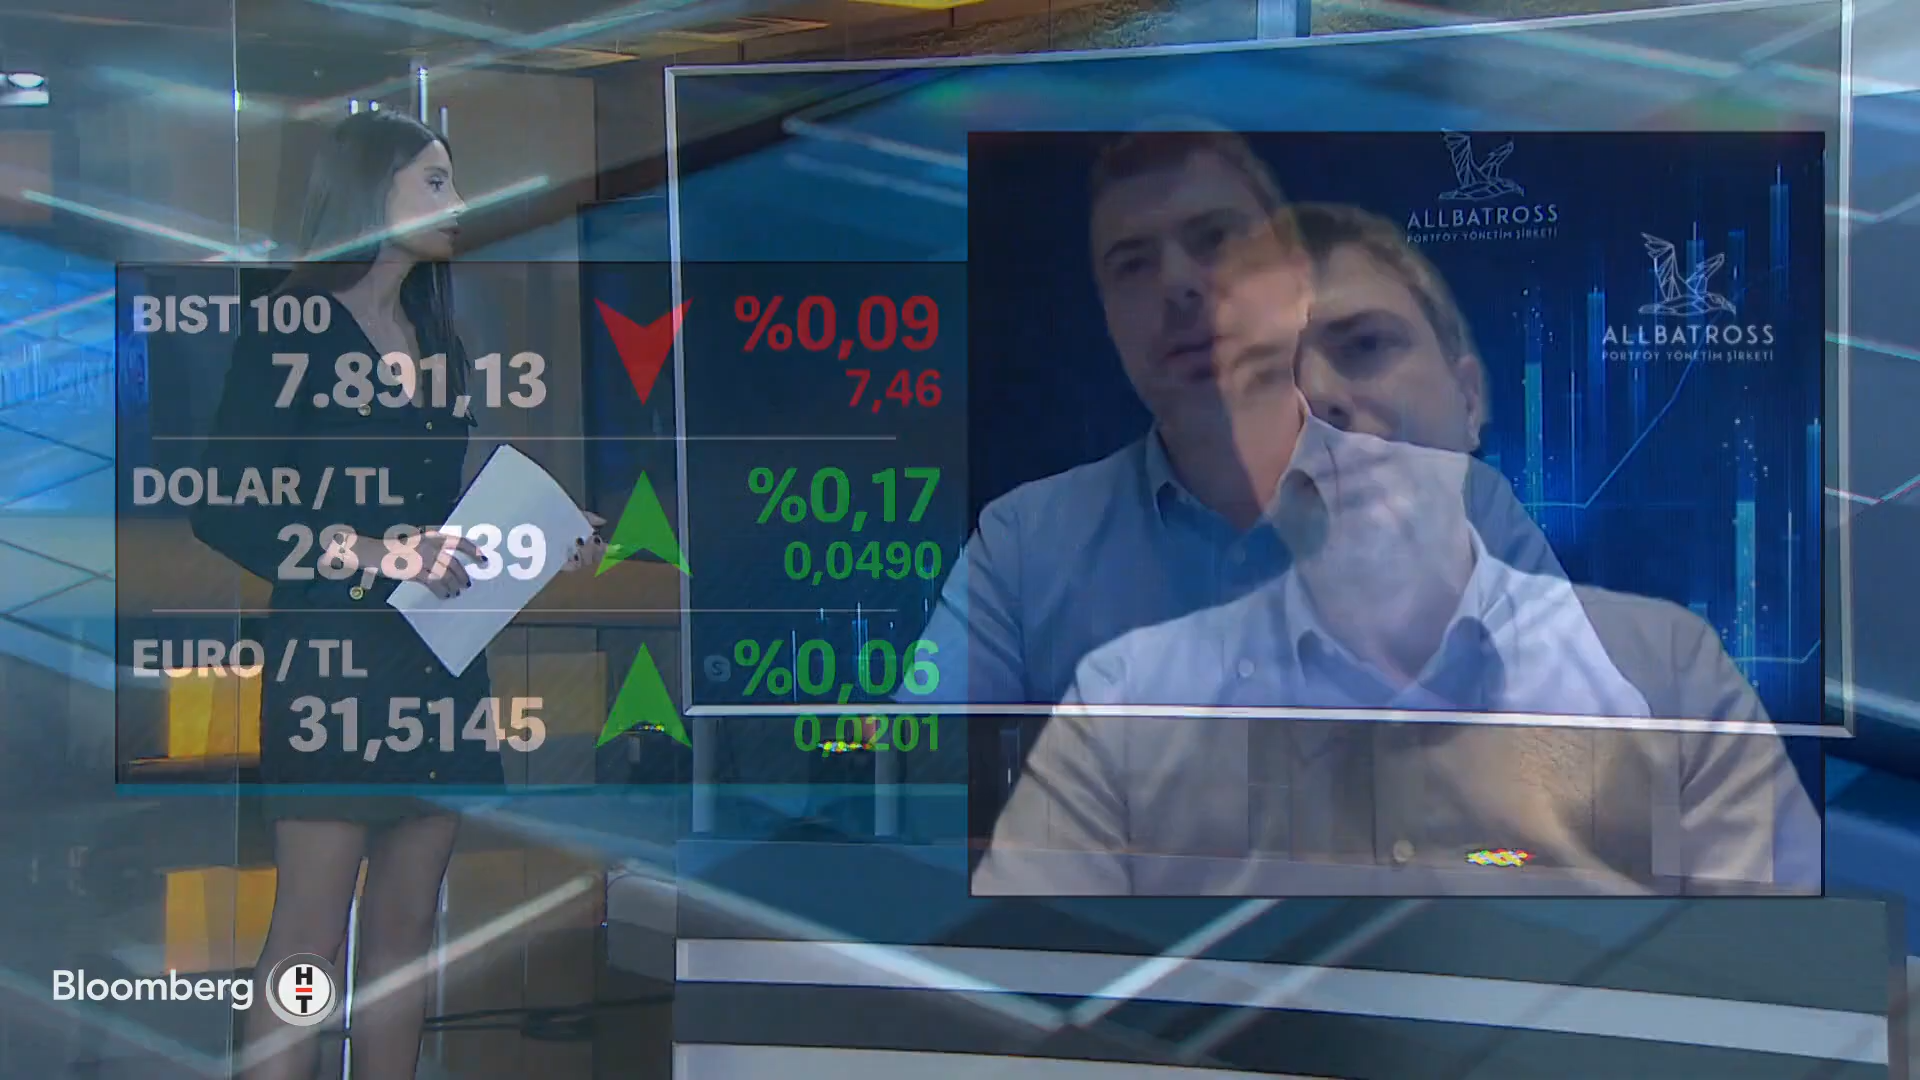 BIST 100
7.891,13
%0,09
7,46
DOLAR / TL
28,8739
%0,17
0,0490
EURO / TL
31,5145
%0,06
0,0201
ALLBATROSS
PORTFÖY YÖNETİM ŞİRKETİ
ALLBATROSS
PORTFÖY YÖNETİM ŞİRKETİ
Bloomberg HT